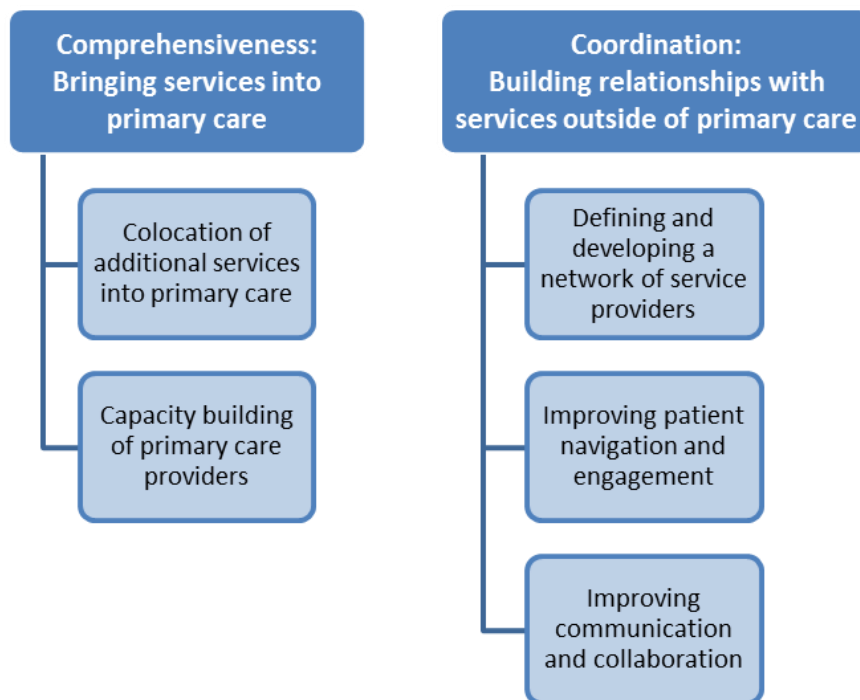 Comprehensiveness:
Bringing services into
primary care
Colocation of
additional services
into primary care
Capacity building
of primary care
providers
Coordination:
Building relationships with
services outside of primary care
Defining and
developing a
network of service
providers
Improving patient
navigation and
engagement
Improving
communication
and collaboration